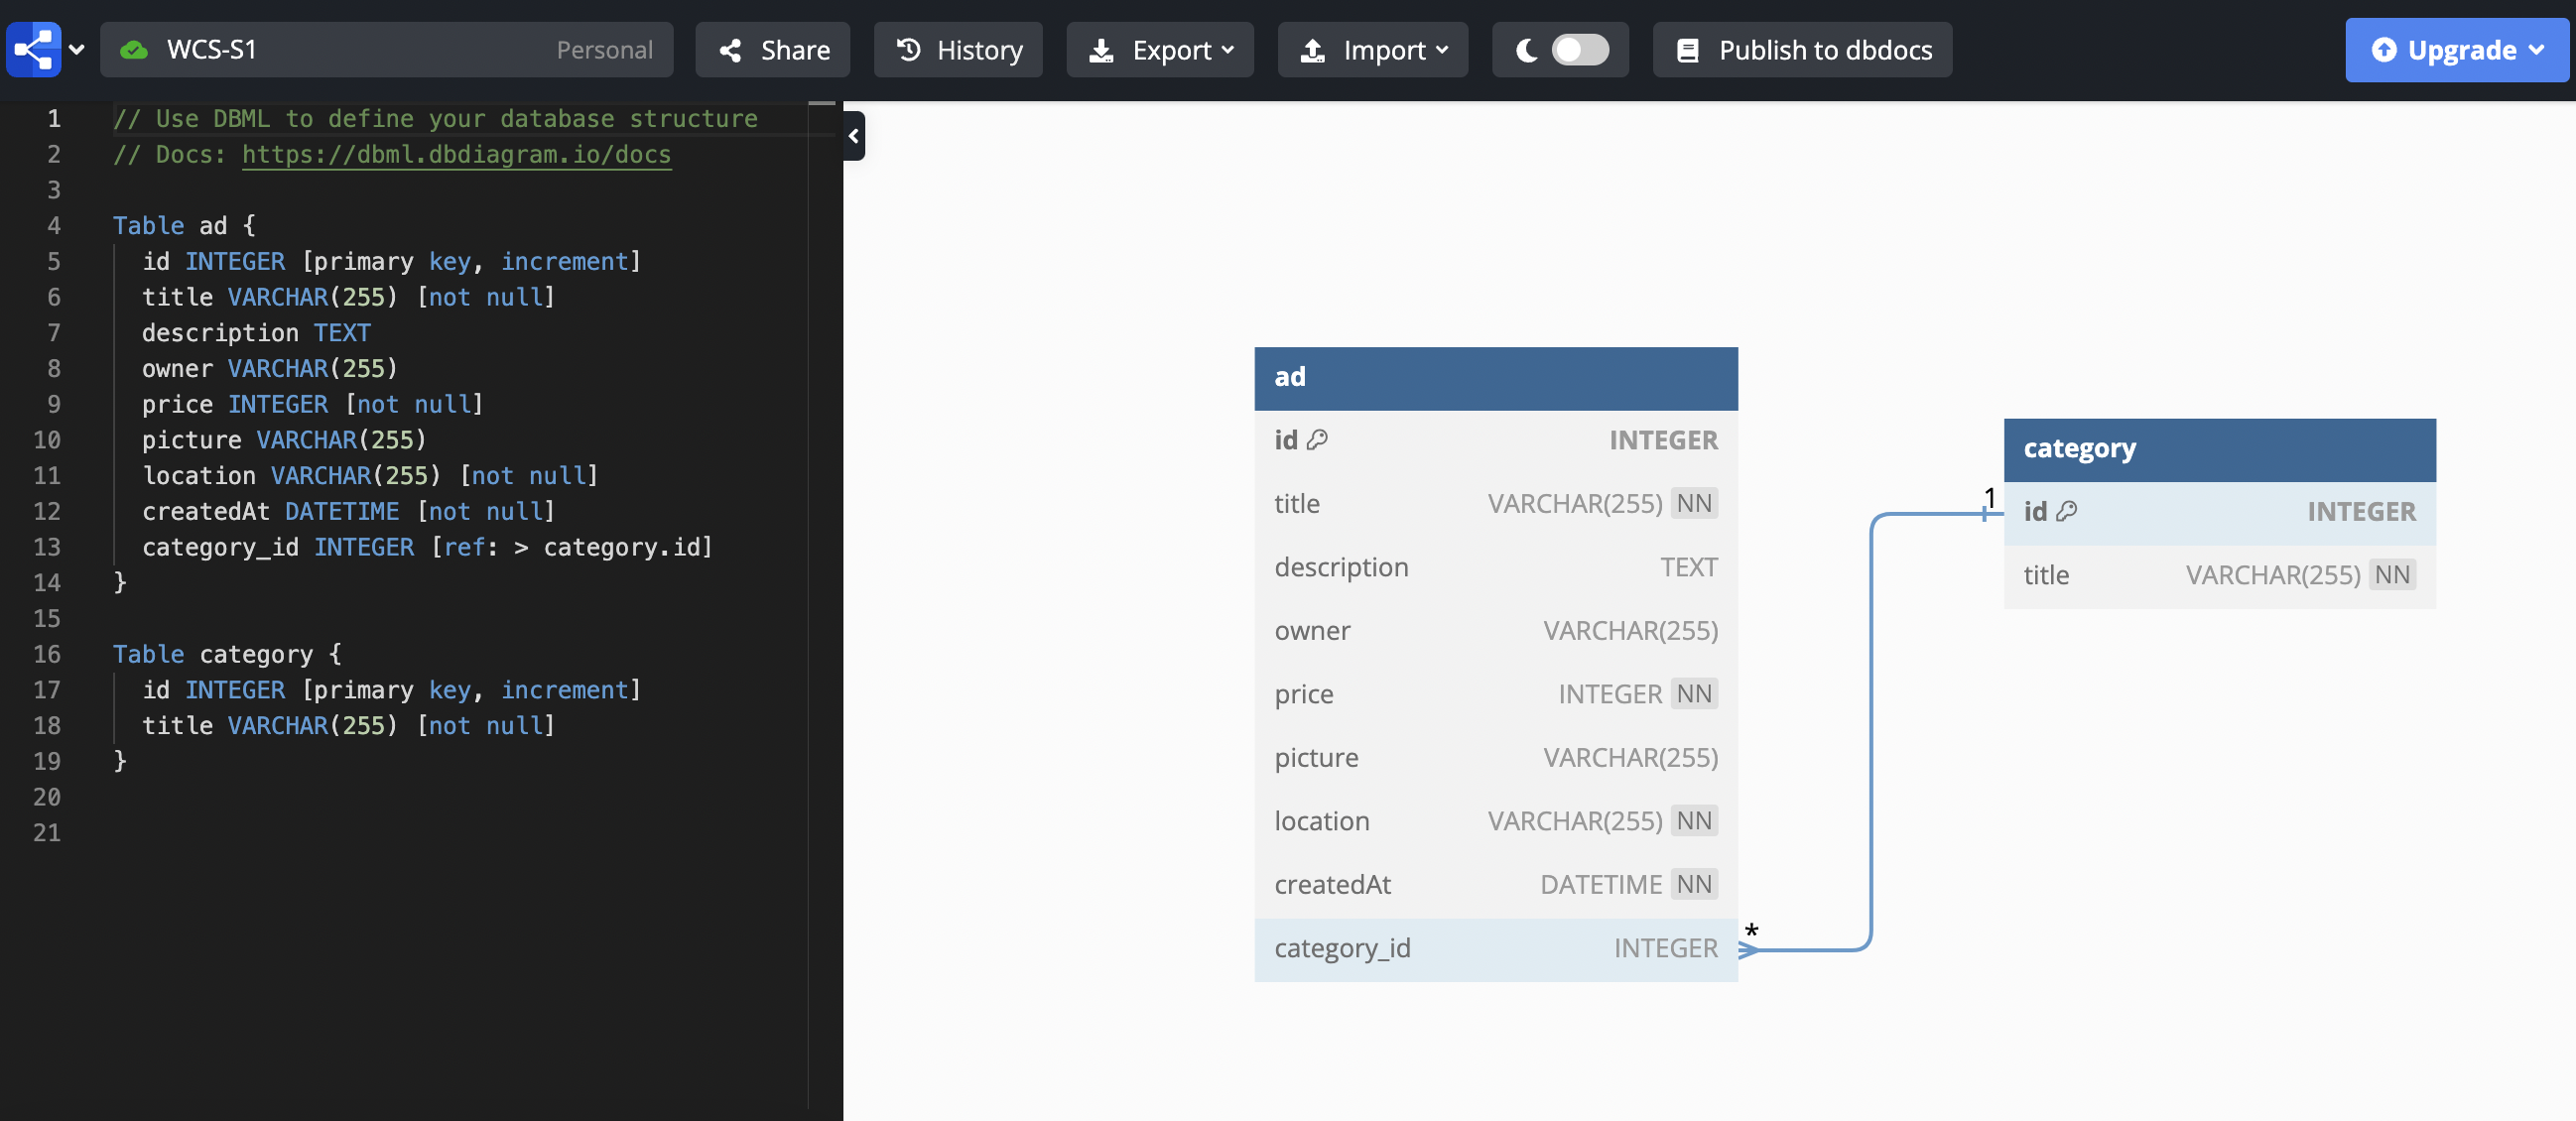 WCS-S1 Personal Share History Export Import Publish to dbdocs Upgrade
1 // Use DBML to define your database structure
2 // Docs: https://dbml.dbdiagram.io/docs
3
4 Table ad {
5 id INTEGER [primary key, increment]
6 title VARCHAR(255) [not null]
7 description TEXT
8 owner VARCHAR(255)
9 price INTEGER [not null]
10 picture VARCHAR(255)
11 location VARCHAR(255) [not null]
12 createdAt DATETIME [not null]
13 category_id INTEGER [ref: > category.id]
14 }
15
16 Table category {
17 id INTEGER [primary key, increment]
18 title VARCHAR(255) [not null]
19 }
20
21
ad
id INTEGER
title VARCHAR(255) NN
description TEXT
owner VARCHAR(255)
price INTEGER NN
picture VARCHAR(255)
location VARCHAR(255) NN
createdAt DATETIME NN
category_id INTEGER
*
1
category
id INTEGER
title VARCHAR(255) NN